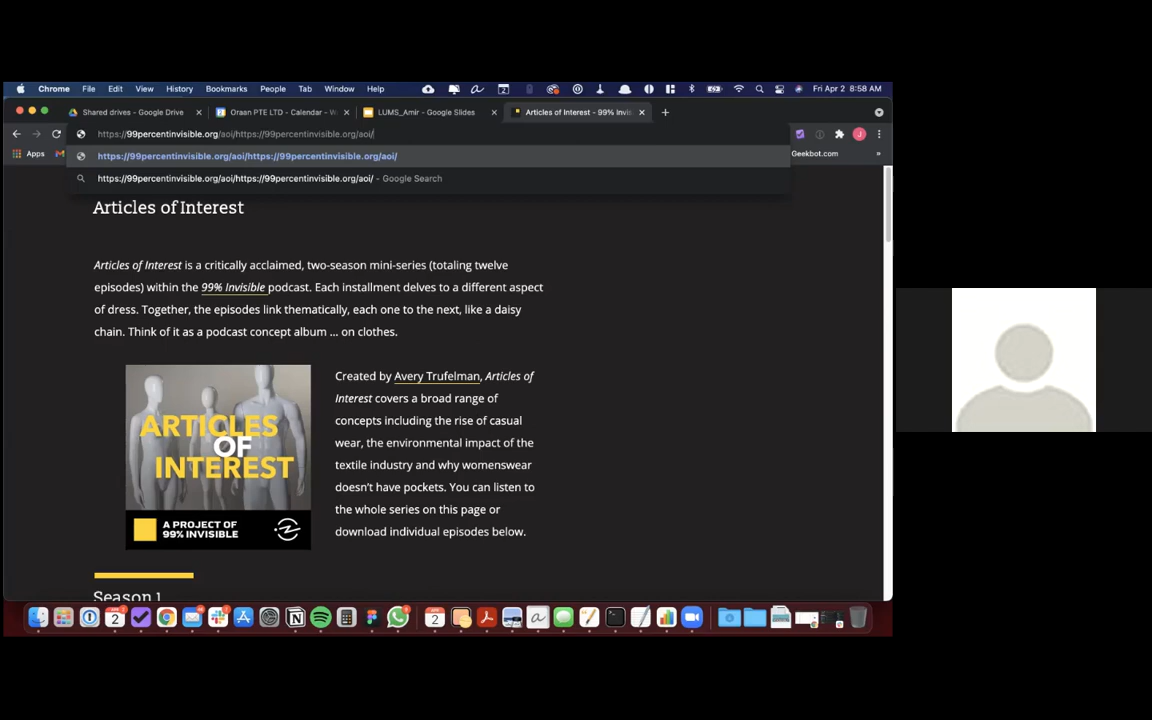 Chrome File Edit View History Bookmarks People Tab Window Help Fri Apr 2 8:58 AM
Shared drives - Google Drive
Oraan PTE LTD - Calendar - W
LUMS_Amir - Google Slides
Articles of Interest - 99% Invis
https://99percentinvisible.org/aoi/https://99percentinvisible.org/aoi/
Apps
Geekbot.com
https://99percentinvisible.org/aoi/https://99percentinvisible.org/aoi/
https://99percentinvisible.org/aoi/https://99percentinvisible.org/aoi/ - Google Search
Articles of Interest
Articles of Interest is a critically acclaimed, two-season mini-series (totaling twelve
episodes) within the 99% Invisible podcast. Each installment delves to a different aspect
of dress. Together, the episodes link thematically, each one to the next, like a daisy
chain. Think of it as a podcast concept album ... on clothes.
ARTICLES
OF
INTEREST
A PROJECT OF
99% INVISIBLE
Created by Avery Trufelman, Articles of
Interest covers a broad range of
concepts including the rise of casual
wear, the environmental impact of the
textile industry and why womenswear
doesn't have pockets. You can listen to
the whole series on this page or
download individual episodes below.
Season 1